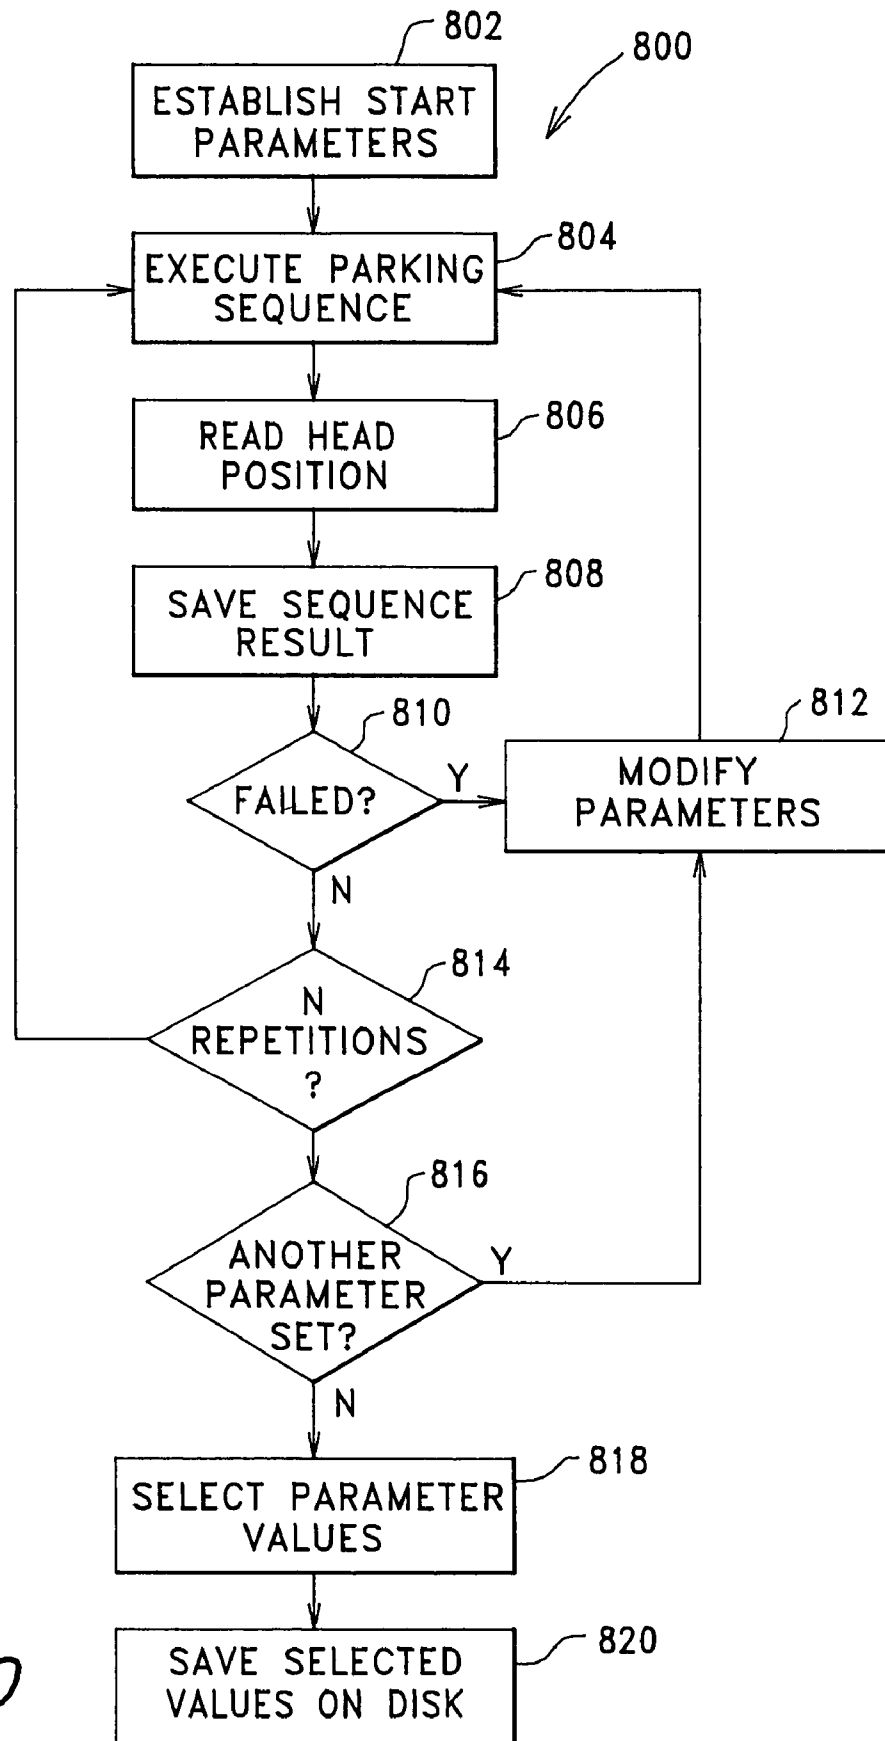 802
800
ESTABLISH START
PARAMETERS
804
EXECUTE PARKING
SEQUENCE
806
READ HEAD
POSITION
808
SAVE SEQUENCE
RESULT
810
812
FAILED?
Y
MODIFY
PARAMETERS
N
814
N
REPETITIONS
?
816
ANOTHER
PARAMETER
SET?
Y
N
818
SELECT PARAMETER
VALUES
820
SAVE SELECTED
VALUES ON DISK